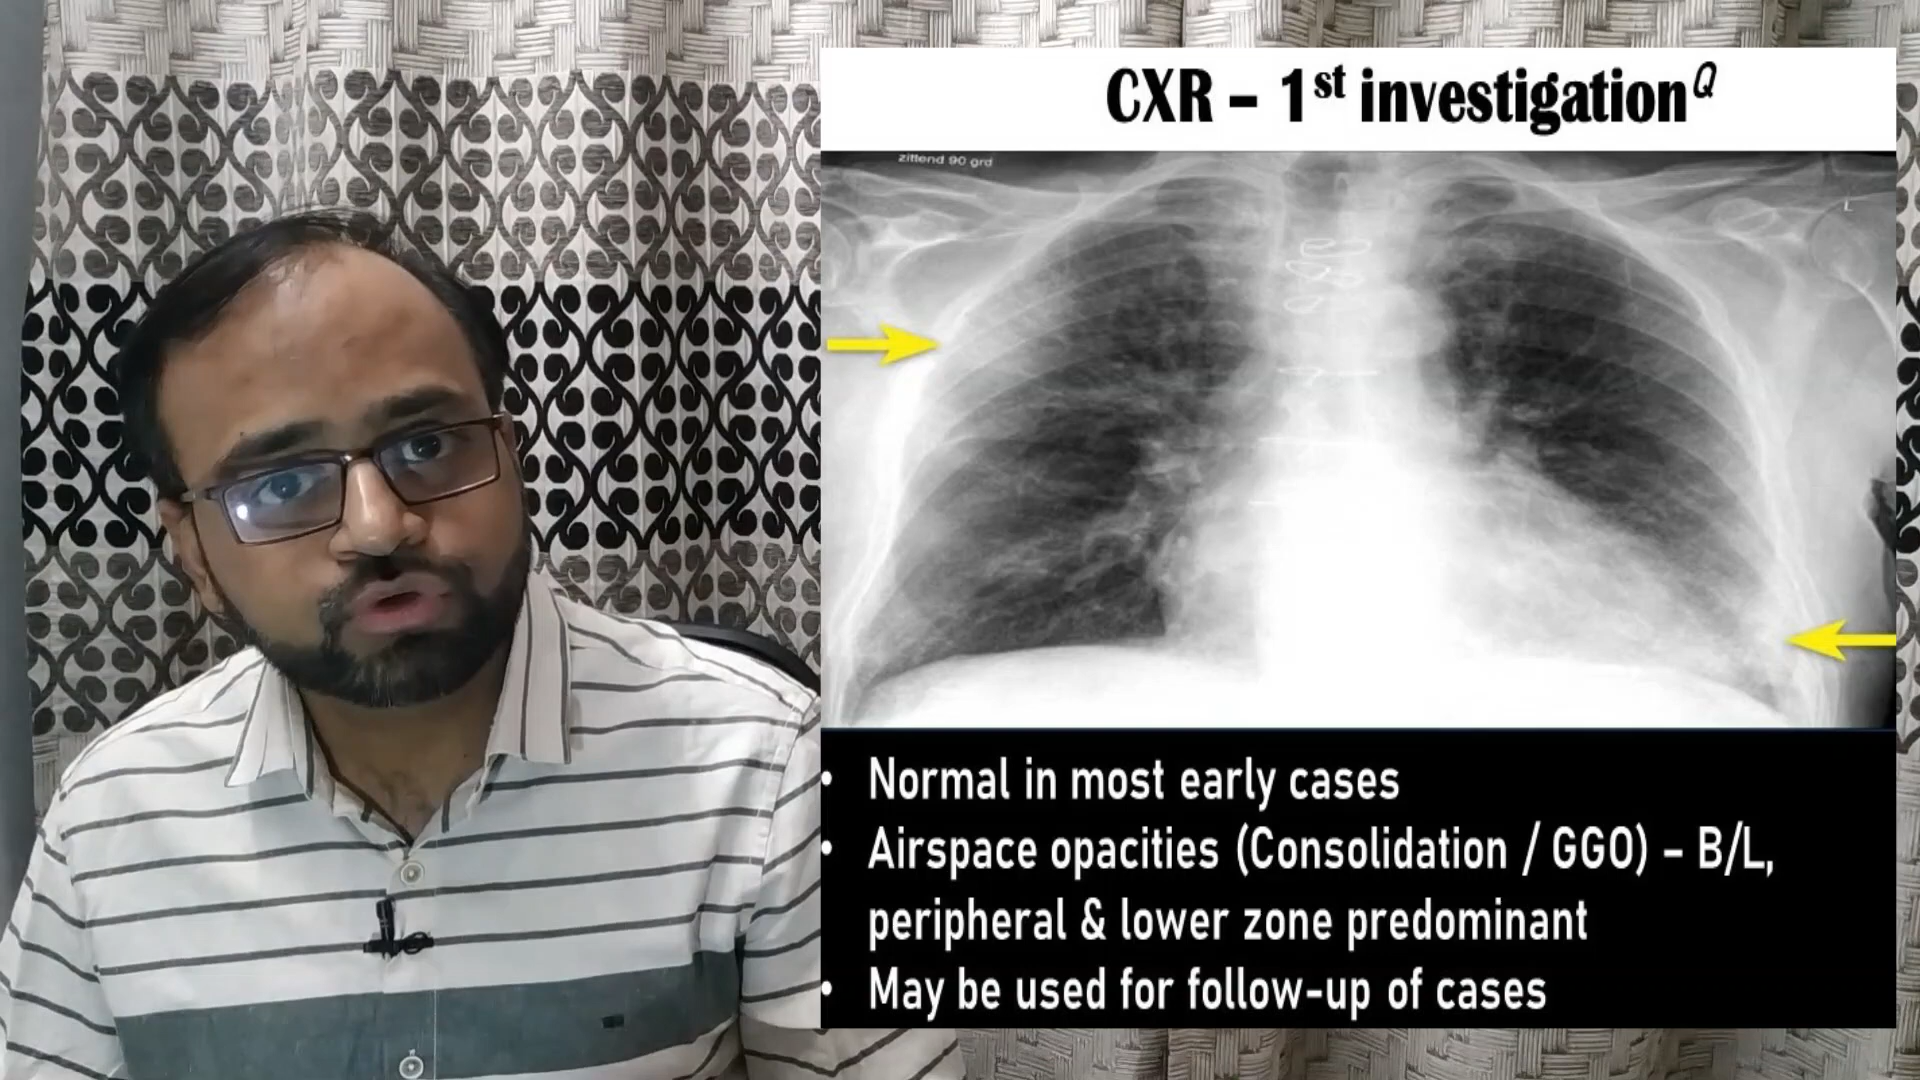 CXR – 1st investigationQ
zittend 90 grd
L
• Normal in most early cases
• Airspace opacities (Consolidation / GGO) – B/L,
peripheral & lower zone predominant
• May be used for follow-up of cases